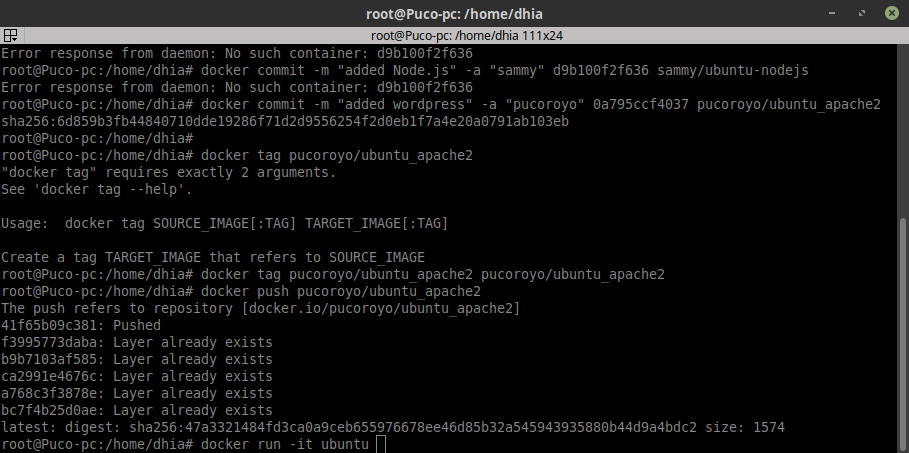 root@Puco-pc: /home/dhia
root@Puco-pc: /home/dhia 111x24
Error response from daemon: No such container: d9b100f2f636
root@Puco-pc:/home/dhia# docker commit -m "added Node.js" -a "sammy" d9b100f2f636 sammy/ubuntu-nodejs
Error response from daemon: No such container: d9b100f2f636
root@Puco-pc:/home/dhia# docker commit -m "added wordpress" -a "pucoroyo" 0a795ccf4037 pucoroyo/ubuntu_apache2
sha256:6d859b3fb44840710dde19286f71d2d9556254f2d0eb1f7a4e20a0791ab103eb
root@Puco-pc:/home/dhia#
root@Puco-pc:/home/dhia# docker tag pucoroyo/ubuntu_apache2
"docker tag" requires exactly 2 arguments.
See 'docker tag --help'.
Usage:  docker tag SOURCE_IMAGE[:TAG] TARGET_IMAGE[:TAG]
Create a tag TARGET_IMAGE that refers to SOURCE_IMAGE
root@Puco-pc:/home/dhia# docker tag pucoroyo/ubuntu_apache2 pucoroyo/ubuntu_apache2
root@Puco-pc:/home/dhia# docker push pucoroyo/ubuntu_apache2
The push refers to repository [docker.io/pucoroyo/ubuntu_apache2]
41f65b09c381: Pushed
f3995773daba: Layer already exists
b9b7103af585: Layer already exists
ca2991e4676c: Layer already exists
a768c3f3878e: Layer already exists
bc7f4b25d0ae: Layer already exists
latest: digest: sha256:47a3321484fd3ca0a9ceb655976678ee46d85b32a545943935880b44d9a4bdc2 size: 1574
root@Puco-pc:/home/dhia# docker run -it ubuntu